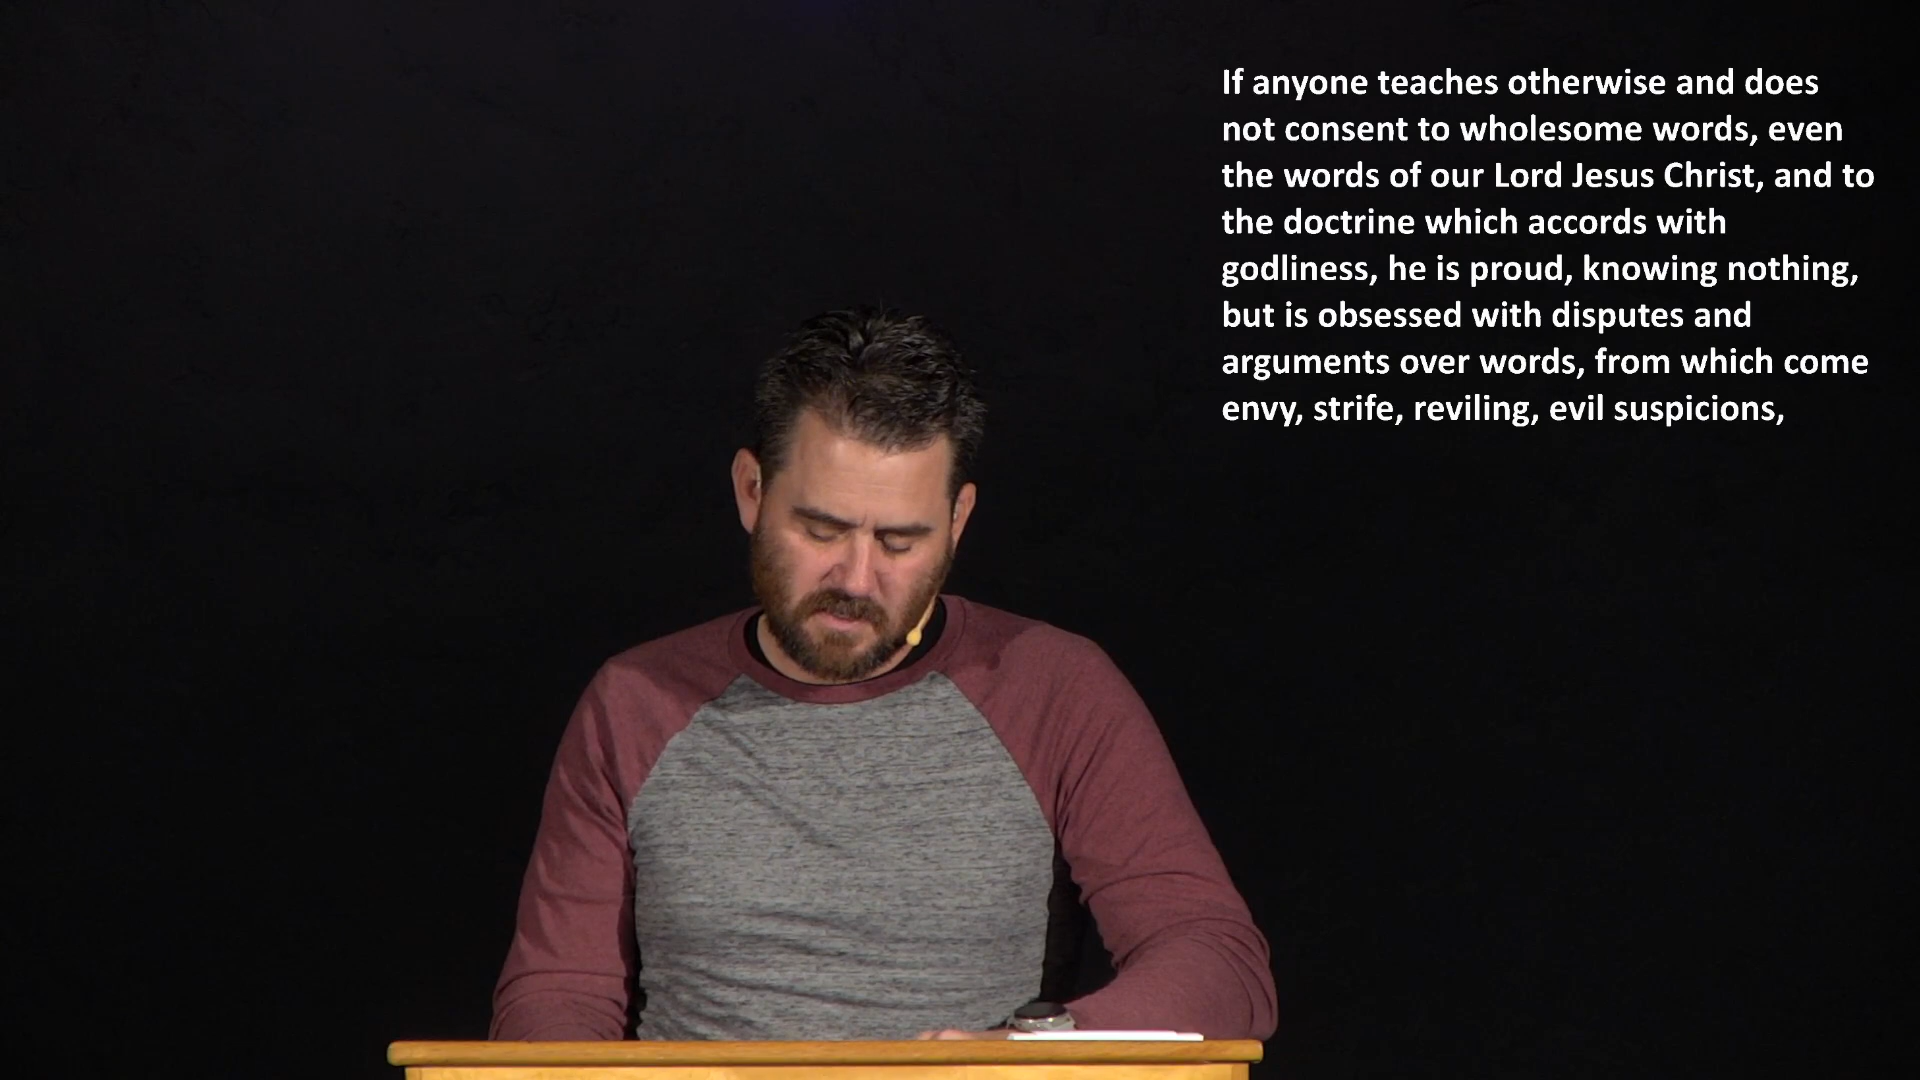 If anyone teaches otherwise and does
not consent to wholesome words, even
the words of our Lord Jesus Christ, and to
the doctrine which accords with
godliness, he is proud, knowing nothing,
but is obsessed with disputes and
arguments over words, from which come
envy, strife, reviling, evil suspicions,